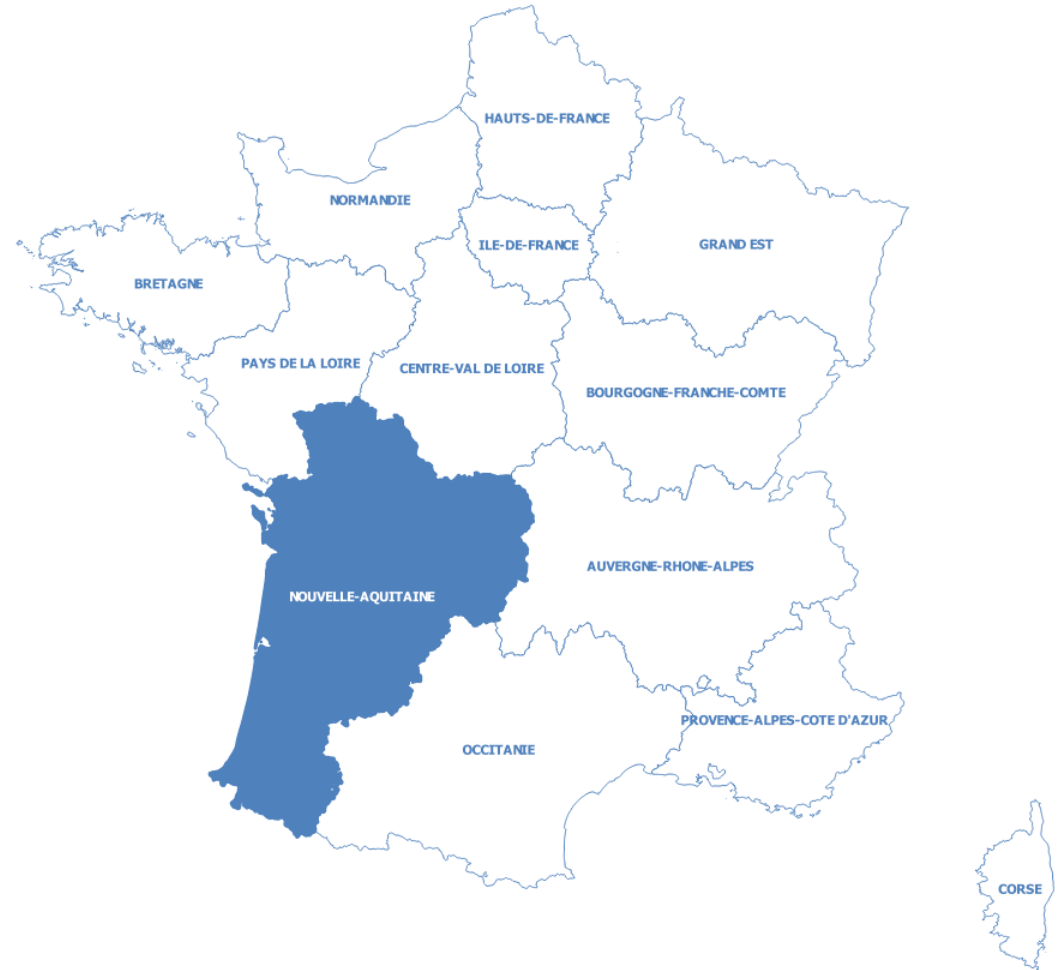 HAUTS-DE-FRANCE
NORMANDIE
ILE-DE-FRANCE
GRAND EST
BRETAGNE
PAYS DE LA LOIRE
CENTRE-VAL DE LOIRE
BOURGOGNE-FRANCHE-COMTE
AUVERGNE-RHONE-ALPES
NOUVELLE-AQUITAINE
PROVENCE-ALPES-COTE D'AZUR
OCCITANIE
CORSE